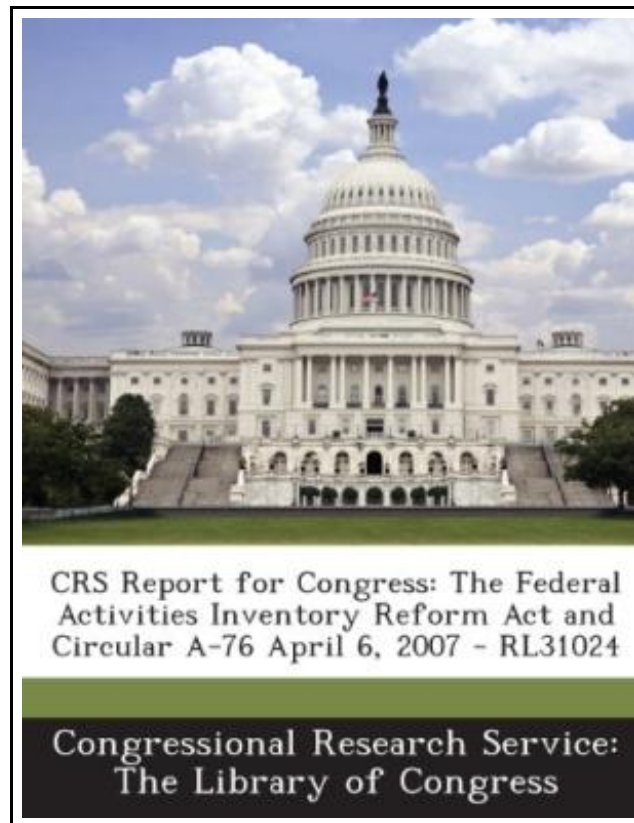 CRS Report for Congress: The Federal
Activities Inventory Reform Act and
Circular A-76 April 6, 2007 - RL31024
Congressional Research Service:
The Library of Congress